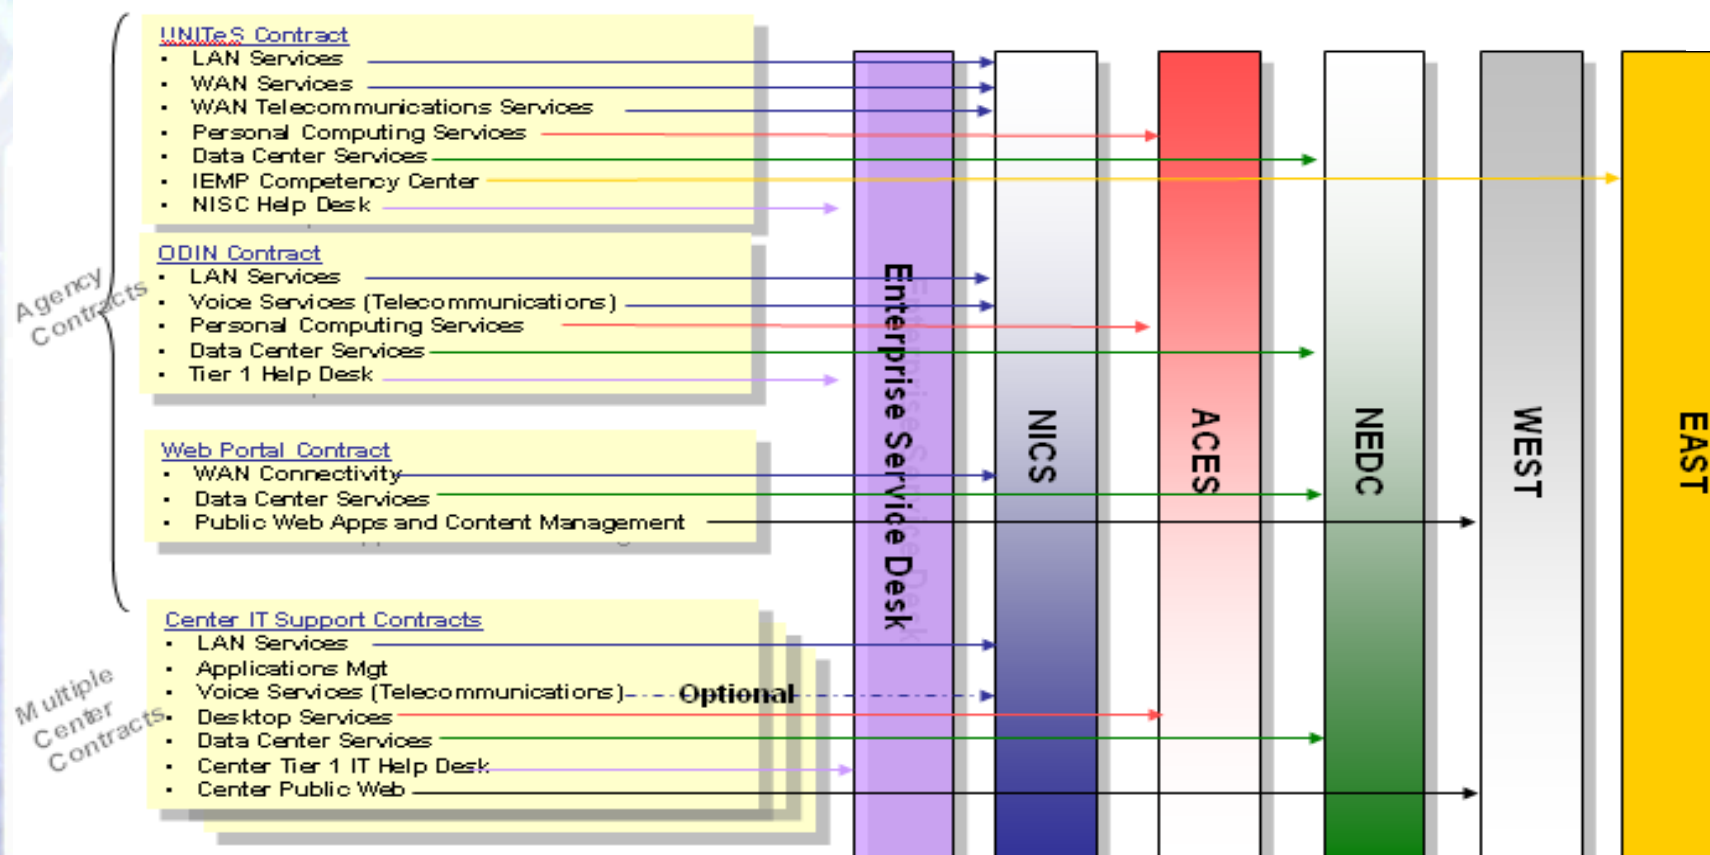 UNITeS Contract
• LAN Services
• WAN Services
• WAN Telecommunications Services
• Personal Computing Services
• Data Center Services
• IEMP Competency Center
• NISC Help Desk
ODIN Contract
• LAN Services
• Voice Services (Telecommunications)
• Personal Computing Services
• Data Center Services
• Tier 1 Help Desk
Agency
Contracts
Web Portal Contract
• WAN Connectivity
• Data Center Services
• Public Web Apps and Content Management
Center IT Support Contracts
• LAN Services
• Applications Mgt
• Voice Services (Telecommunications)
Optional
• Desktop Services
• Data Center Services
• Center Tier 1 IT Help Desk
• Center Public Web
Multiple
Center
Contracts
Enterprise Service Desk
NICS
ACES
NEDC
WEST
EAST